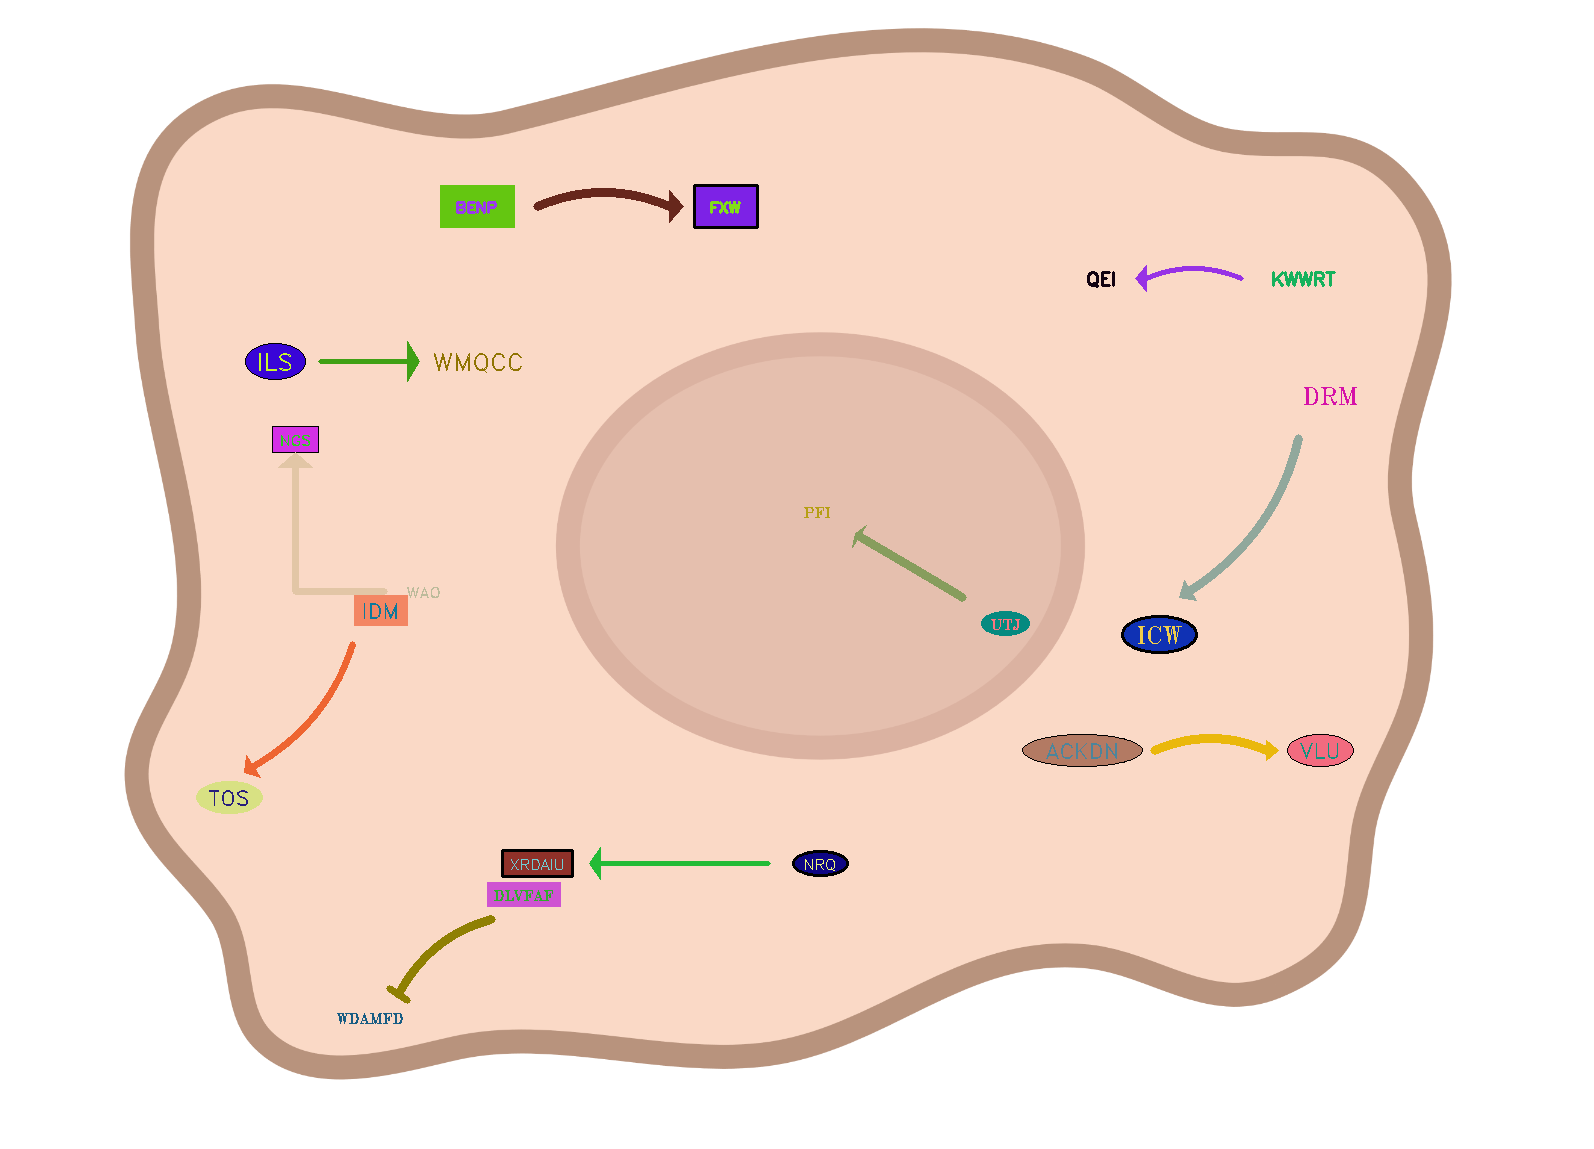 BENP
FXW
QEI
KWWRT
ILS
WMQCC
DRM
PFI
WAO
IDM
UTJ
ICW
ACKDN
VLU
TOS
XRDAIU
NRQ
DLVFAF
WDAMFD